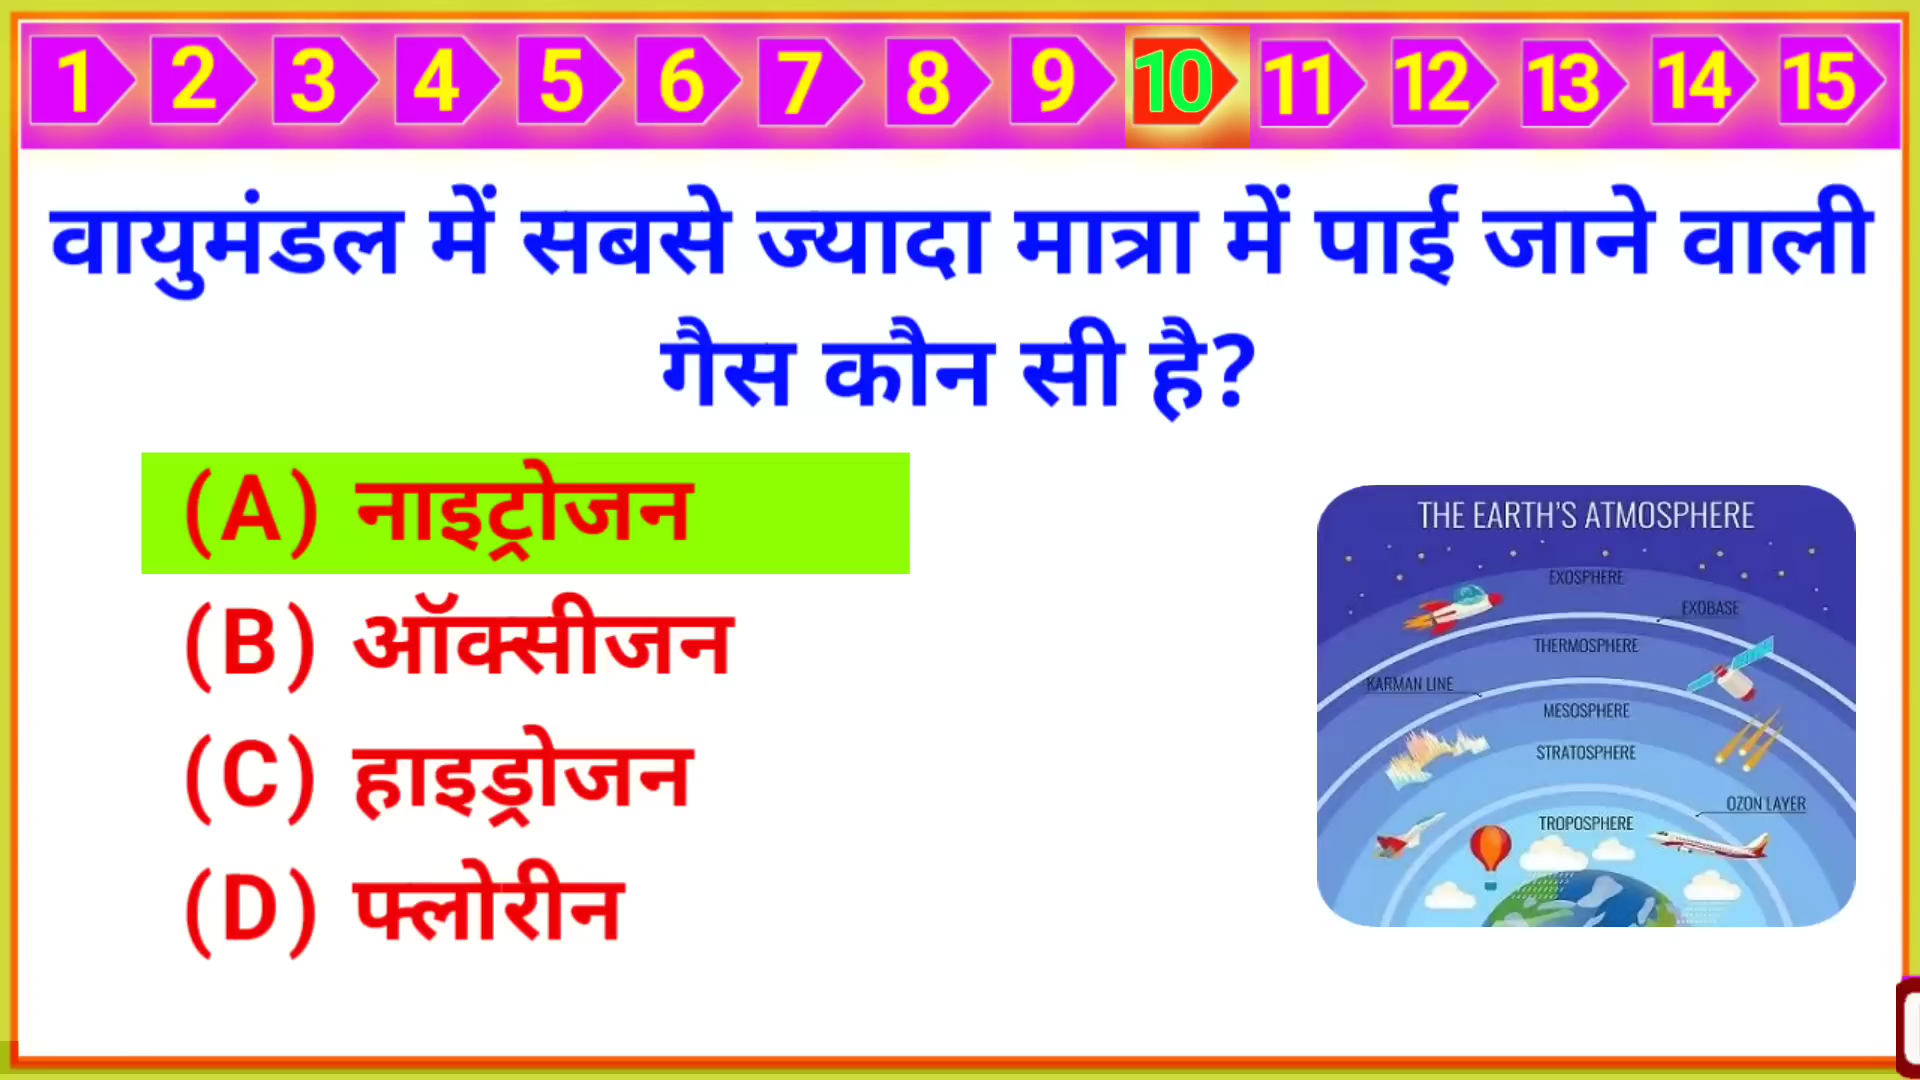 1 2 3 4 5 6 7 8 9 10 11 12 13 14 15
वायुमंडल में सबसे ज्यादा मात्रा में पाई जाने वाली
गैस कौन सी है?
(A) नाइट्रोजन
(B) ऑक्सीजन
(C) हाइड्रोजन
(D) फ्लोरीन
THE EARTH'S ATMOSPHERE
EXOSPHERE
EXOBASE
THERMOSPHERE
KARMAN LINE
MESOSPHERE
STRATOSPHERE
OZON LAYER
TROPOSPHERE